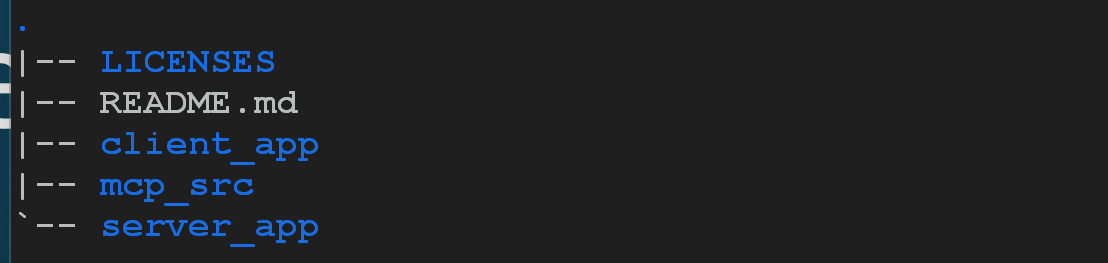 .
|-- LICENSES
|-- README.md
|-- client_app
|-- mcp_src
`-- server_app